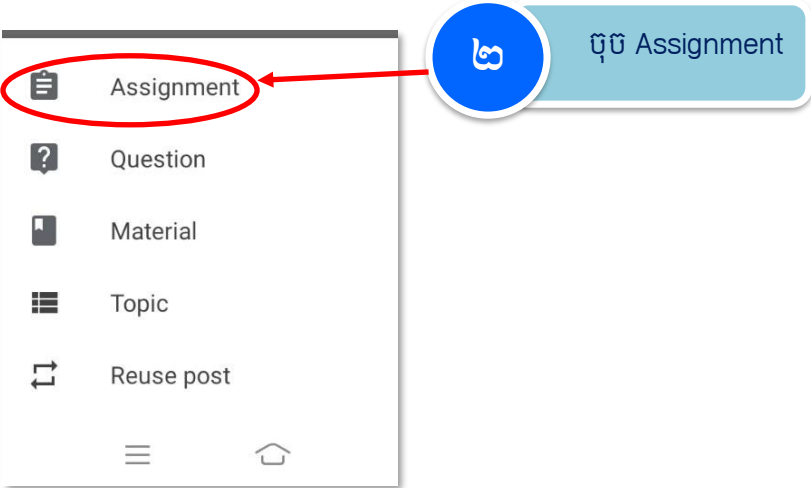 ២
ចុច Assignment
Assignment
Question
Material
Topic
Reuse post